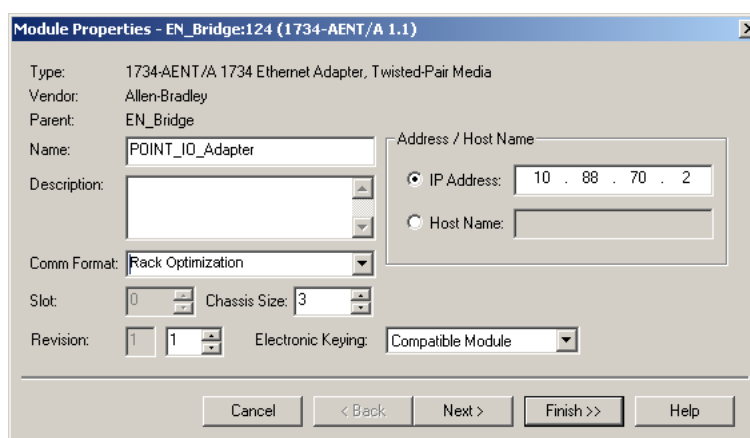 Module Properties - EN_Bridge:124 (1734-AENT/A 1.1)
Type: 1734-AENT/A 1734 Ethernet Adapter, Twisted-Pair Media
Vendor: Allen-Bradley
Parent: EN_Bridge
Name: POINT_IO_Adapter
Address / Host Name
Description:
IP Address: 10 . 88 . 70 . 2
Host Name:
Comm Format: Rack Optimization
Slot: 0 Chassis Size: 3
Revision: 1 1 Electronic Keying: Compatible Module
Cancel < Back Next > Finish >> Help